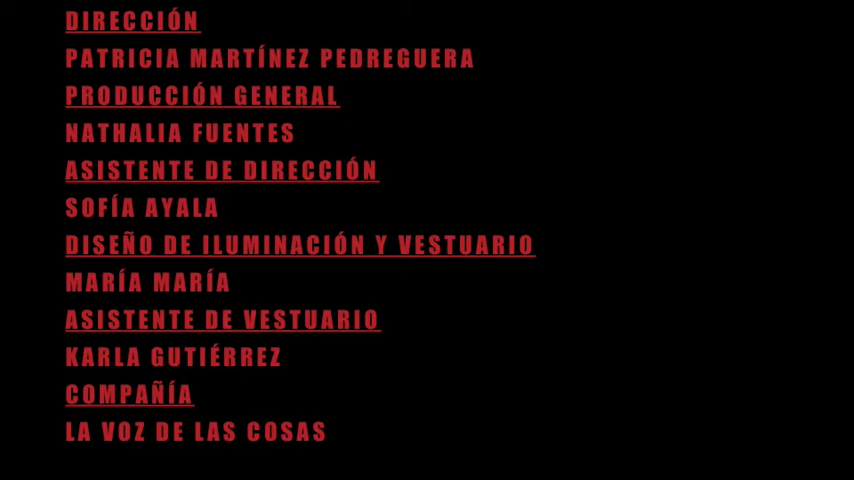 DIRECCIÓN
PATRICIA MARTÍNEZ PEDREGUERA
PRODUCCIÓN GENERAL
NATHALIA FUENTES
ASISTENTE DE DIRECCIÓN
SOFÍA AYALA
DISEÑO DE ILUMINACIÓN Y VESTUARIO
MARÍA MARÍA
ASISTENTE DE VESTUARIO
KARLA GUTIÉRREZ
COMPAÑÍA
LA VOZ DE LAS COSAS